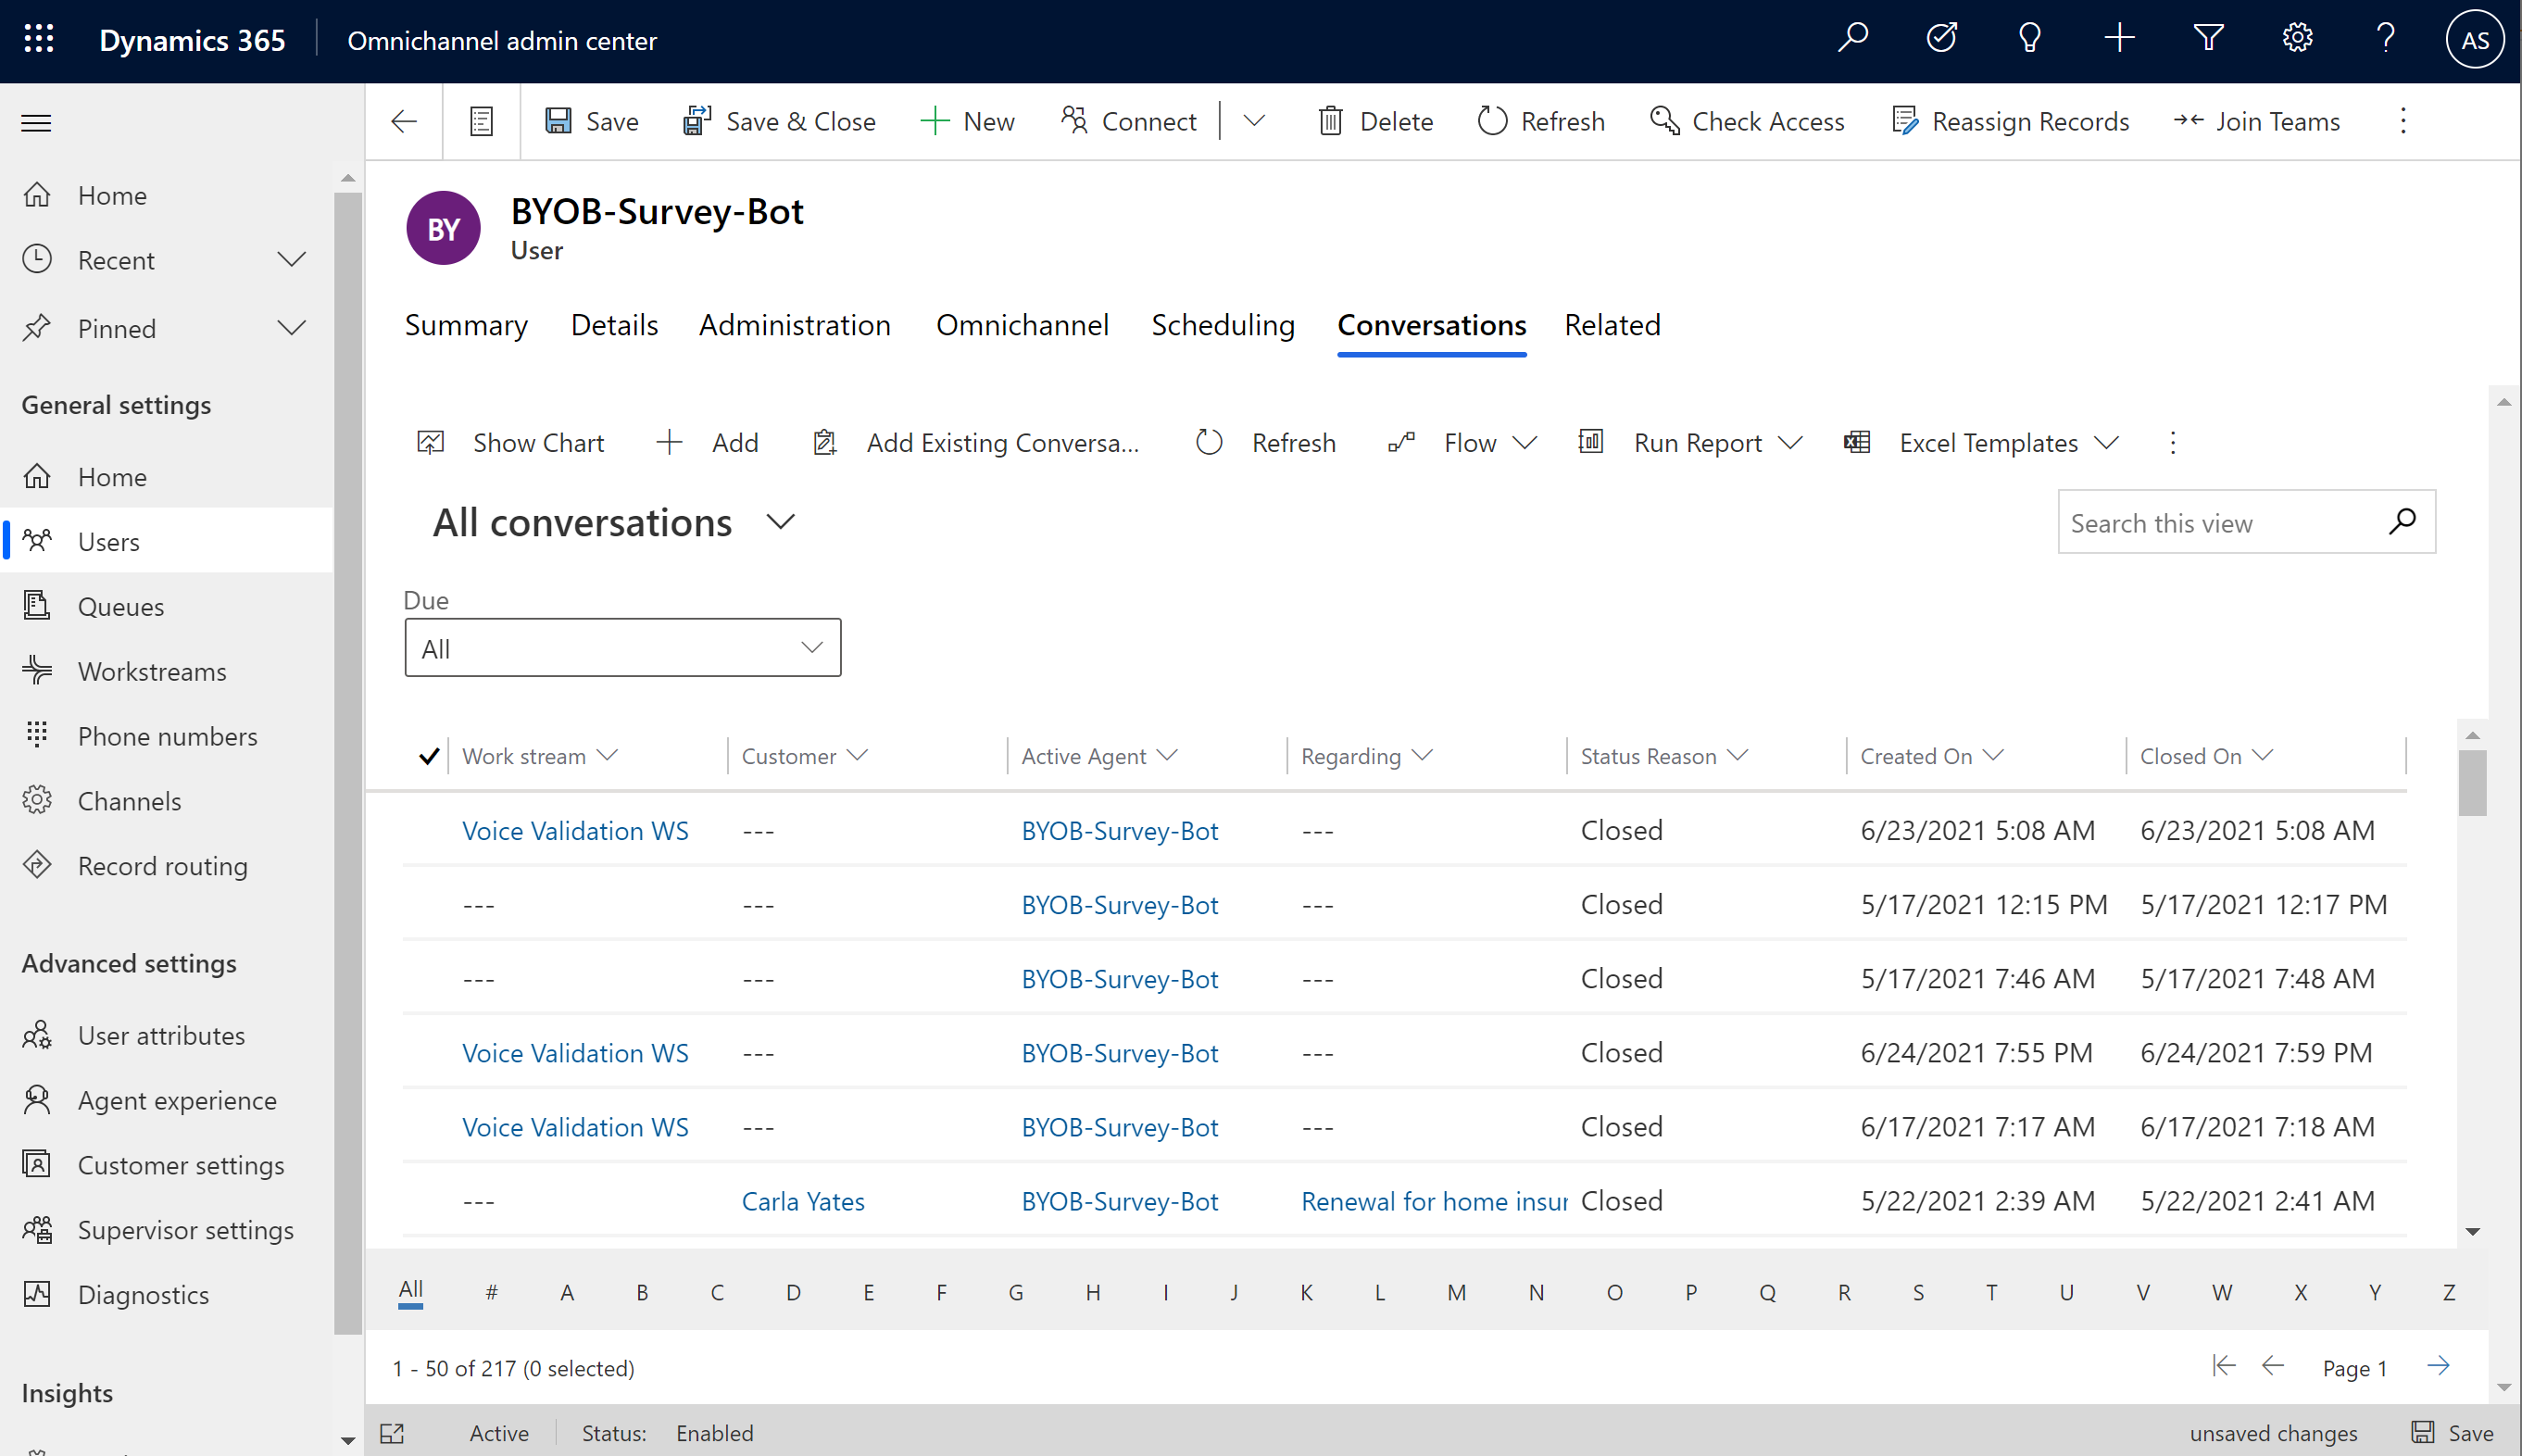 Dynamics 365 Omnichannel admin center AS
Save Save & Close New Connect Delete Refresh Check Access Reassign Records Join Teams
Home
Recent
Pinned
General settings
Home
Users
Queues
Workstreams
Phone numbers
Channels
Record routing
Advanced settings
User attributes
Agent experience
Customer settings
Supervisor settings
Diagnostics
Insights
BY
BYOB-Survey-Bot
User
Summary Details Administration Omnichannel Scheduling Conversations Related
Show Chart Add Add Existing Conversa... Refresh Flow Run Report Excel Templates
All conversations
Search this view
Due
All
Work stream Customer Active Agent Regarding Status Reason Created On Closed On
Voice Validation WS --- BYOB-Survey-Bot --- Closed 6/23/2021 5:08 AM 6/23/2021 5:08 AM
--- --- BYOB-Survey-Bot --- Closed 5/17/2021 12:15 PM 5/17/2021 12:17 PM
--- --- BYOB-Survey-Bot --- Closed 5/17/2021 7:46 AM 5/17/2021 7:48 AM
Voice Validation WS --- BYOB-Survey-Bot --- Closed 6/24/2021 7:55 PM 6/24/2021 7:59 PM
Voice Validation WS --- BYOB-Survey-Bot --- Closed 6/17/2021 7:17 AM 6/17/2021 7:18 AM
--- Carla Yates BYOB-Survey-Bot Renewal for home insur Closed 5/22/2021 2:39 AM 5/22/2021 2:41 AM
All # A B C D E F G H I J K L M N O P Q R S T U V W X Y Z
1 - 50 of 217 (0 selected) Page 1
Active Status: Enabled unsaved changes Save